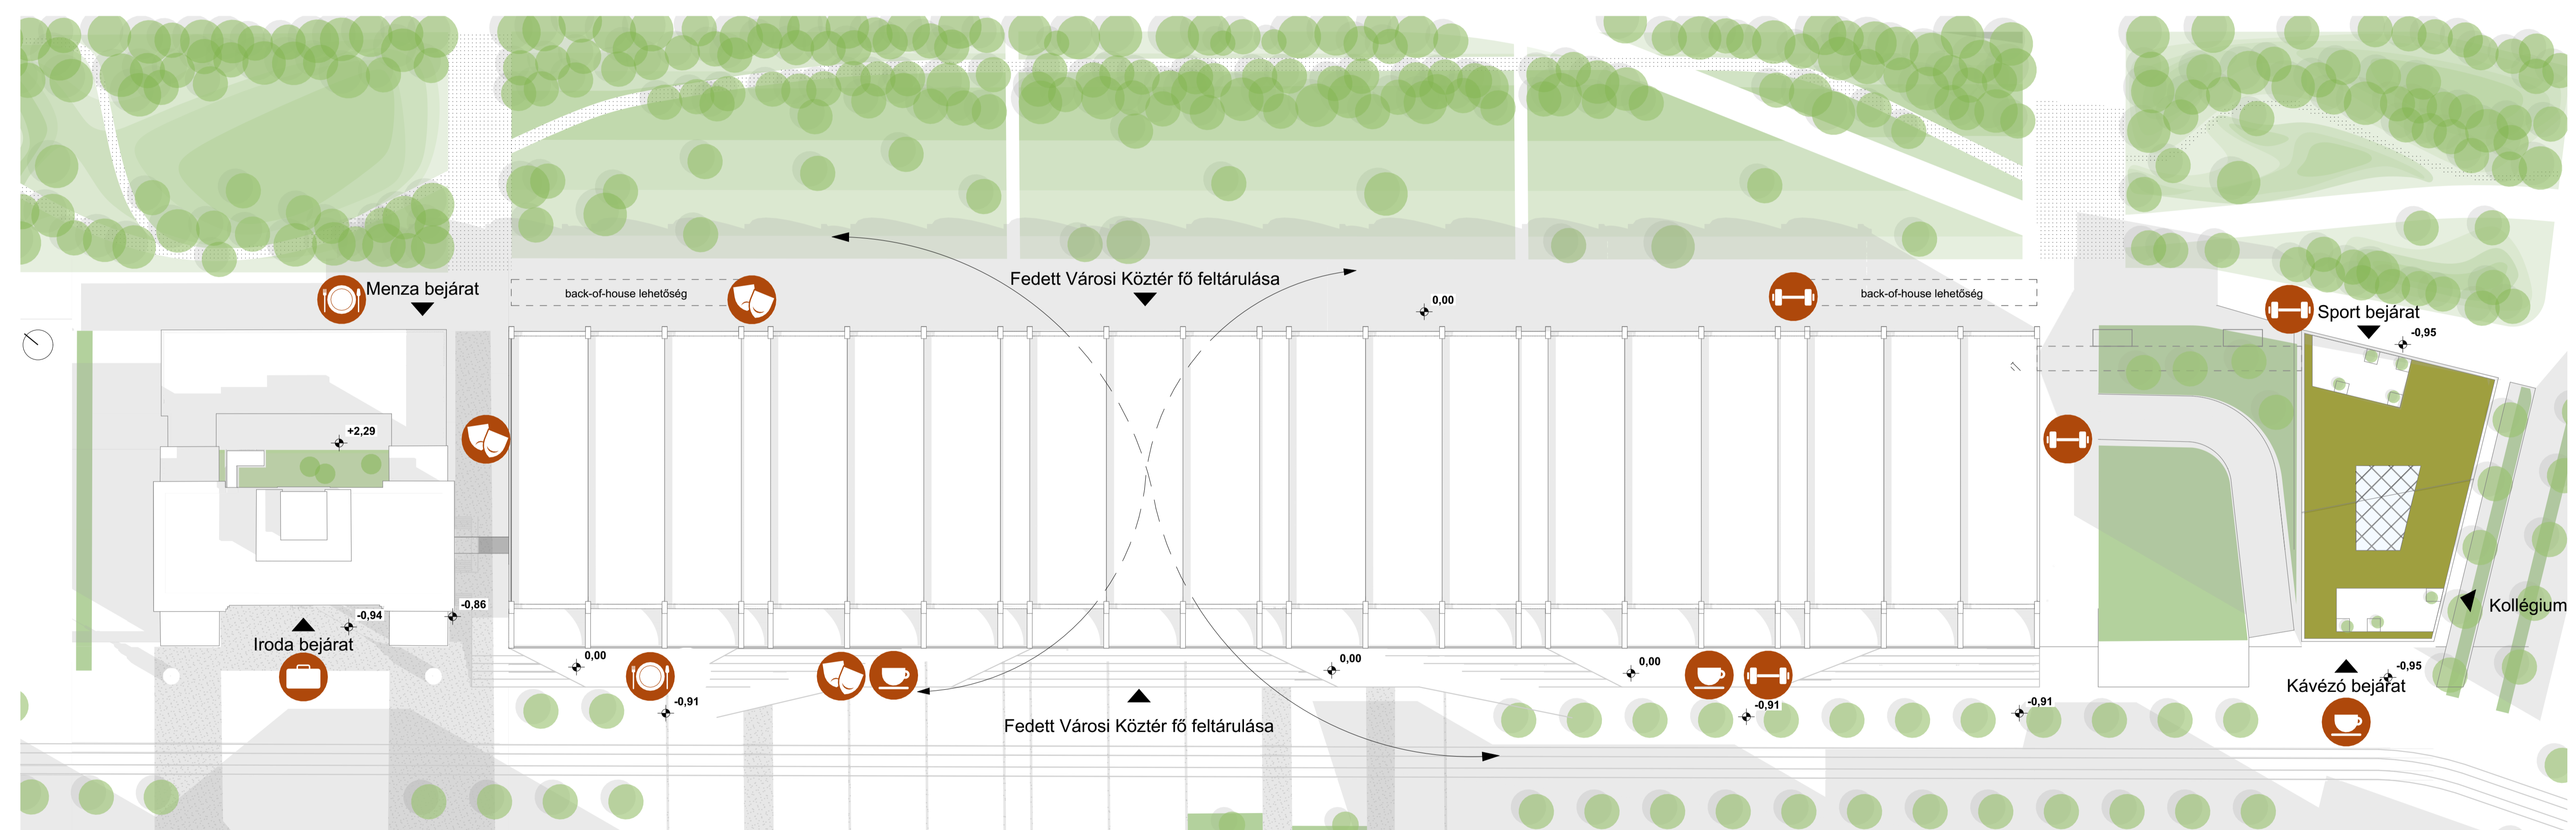 Fedett Városi Köztér fő feltárulása
Menza bejárat
back-of-house lehetőség
back-of-house lehetőség
0,00
Sport bejárat
-0,95
+2,29
-0,86
-0,94
Kollégium
Iroda bejárat
0,00
0,00
0,00
-0,95
Kávézó bejárat
-0,91
-0,91
-0,91
Fedett Városi Köztér fő feltárulása